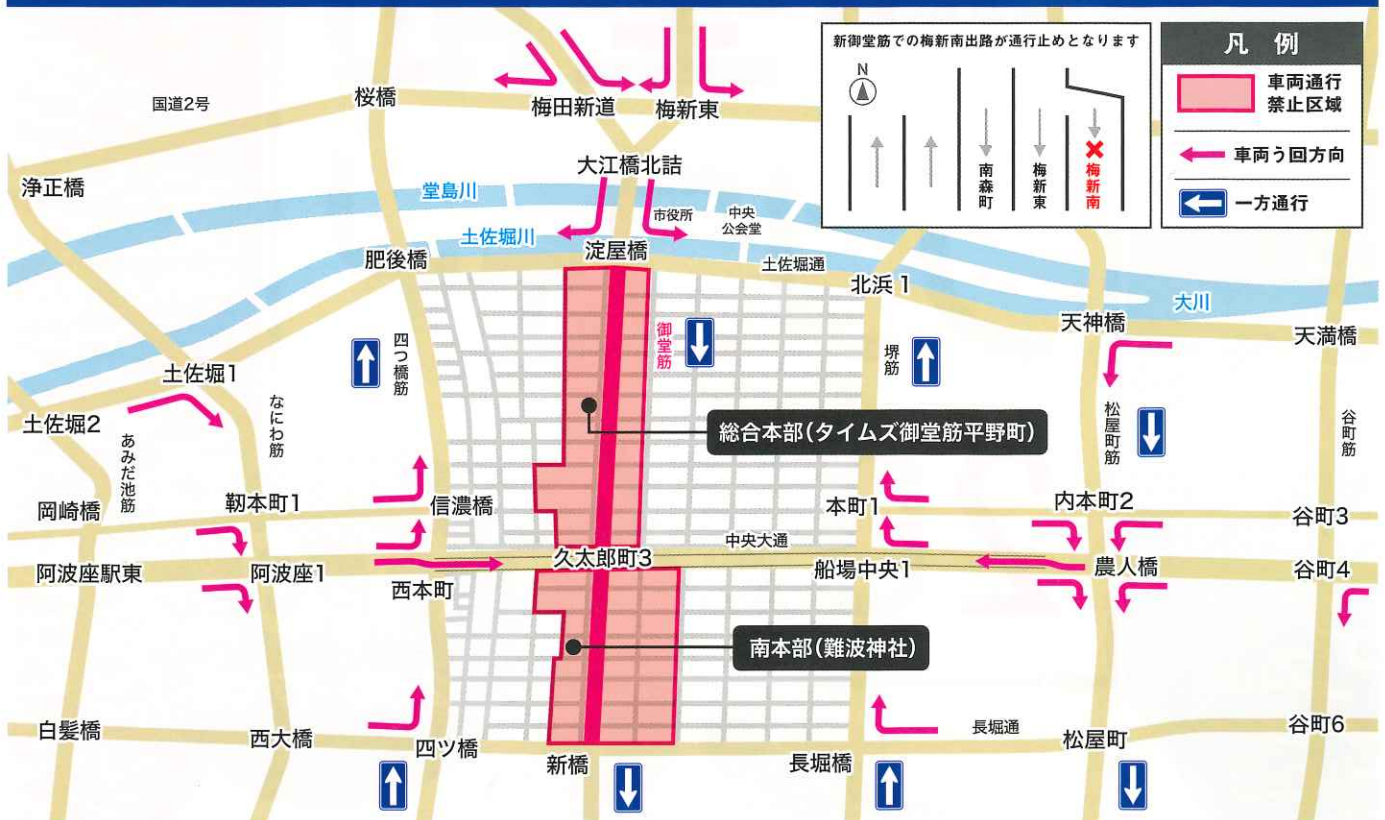 新御堂筋での梅新南出路が通行止めとなります
N
南森町
梅新東
梅新南
凡 例
車両通行
禁止区域
車両う回方向
一方通行
国道2号
桜橋
梅田新道
梅新東
浄正橋
大江橋北詰
堂島川
市役所
中央
公会堂
土佐堀川
肥後橋
淀屋橋
土佐堀通
北浜 1
大川
天神橋
天満橋
御堂筋
四つ橋筋
堺筋
土佐堀1
土佐堀2
なにわ筋
あみだ池筋
松屋町筋
谷町筋
総合本部(タイムズ御堂筋平野町)
岡崎橋
靭本町1
信濃橋
本町1
内本町2
谷町3
中央大通
阿波座駅東
阿波座1
西本町
久太郎町3
船場中央1
農人橋
谷町4
南本部(難波神社)
白髪橋
西大橋
四ツ橋
新橋
長堀橋
長堀通
松屋町
谷町6